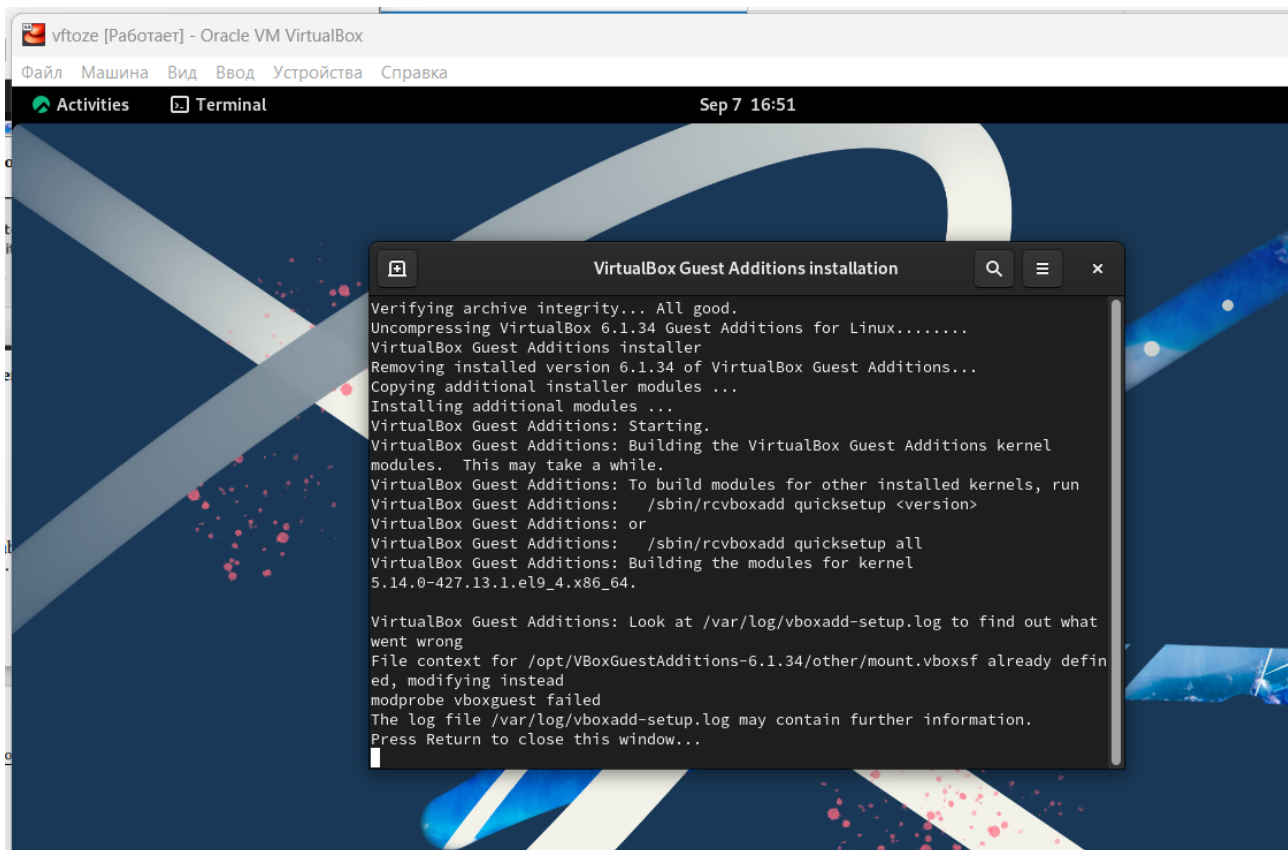 vftoze [Работает] - Oracle VM VirtualBox
Файл Машина Вид Ввод Устройства Справка
Activities Terminal Sep 7 16:51
VirtualBox Guest Additions installation
Verifying archive integrity... All good.
Uncompressing VirtualBox 6.1.34 Guest Additions for Linux........
VirtualBox Guest Additions installer
Removing installed version 6.1.34 of VirtualBox Guest Additions...
Copying additional installer modules ...
Installing additional modules ...
VirtualBox Guest Additions: Starting.
VirtualBox Guest Additions: Building the VirtualBox Guest Additions kernel
modules.  This may take a while.
VirtualBox Guest Additions: To build modules for other installed kernels, run
VirtualBox Guest Additions:   /sbin/rcvboxadd quicksetup <version>
VirtualBox Guest Additions: or
VirtualBox Guest Additions:   /sbin/rcvboxadd quicksetup all
VirtualBox Guest Additions: Building the modules for kernel
5.14.0-427.13.1.el9_4.x86_64.
VirtualBox Guest Additions: Look at /var/log/vboxadd-setup.log to find out what
went wrong
File context for /opt/VBoxGuestAdditions-6.1.34/other/mount.vboxsf already defin
ed, modifying instead
modprobe vboxguest failed
The log file /var/log/vboxadd-setup.log may contain further information.
Press Return to close this window...